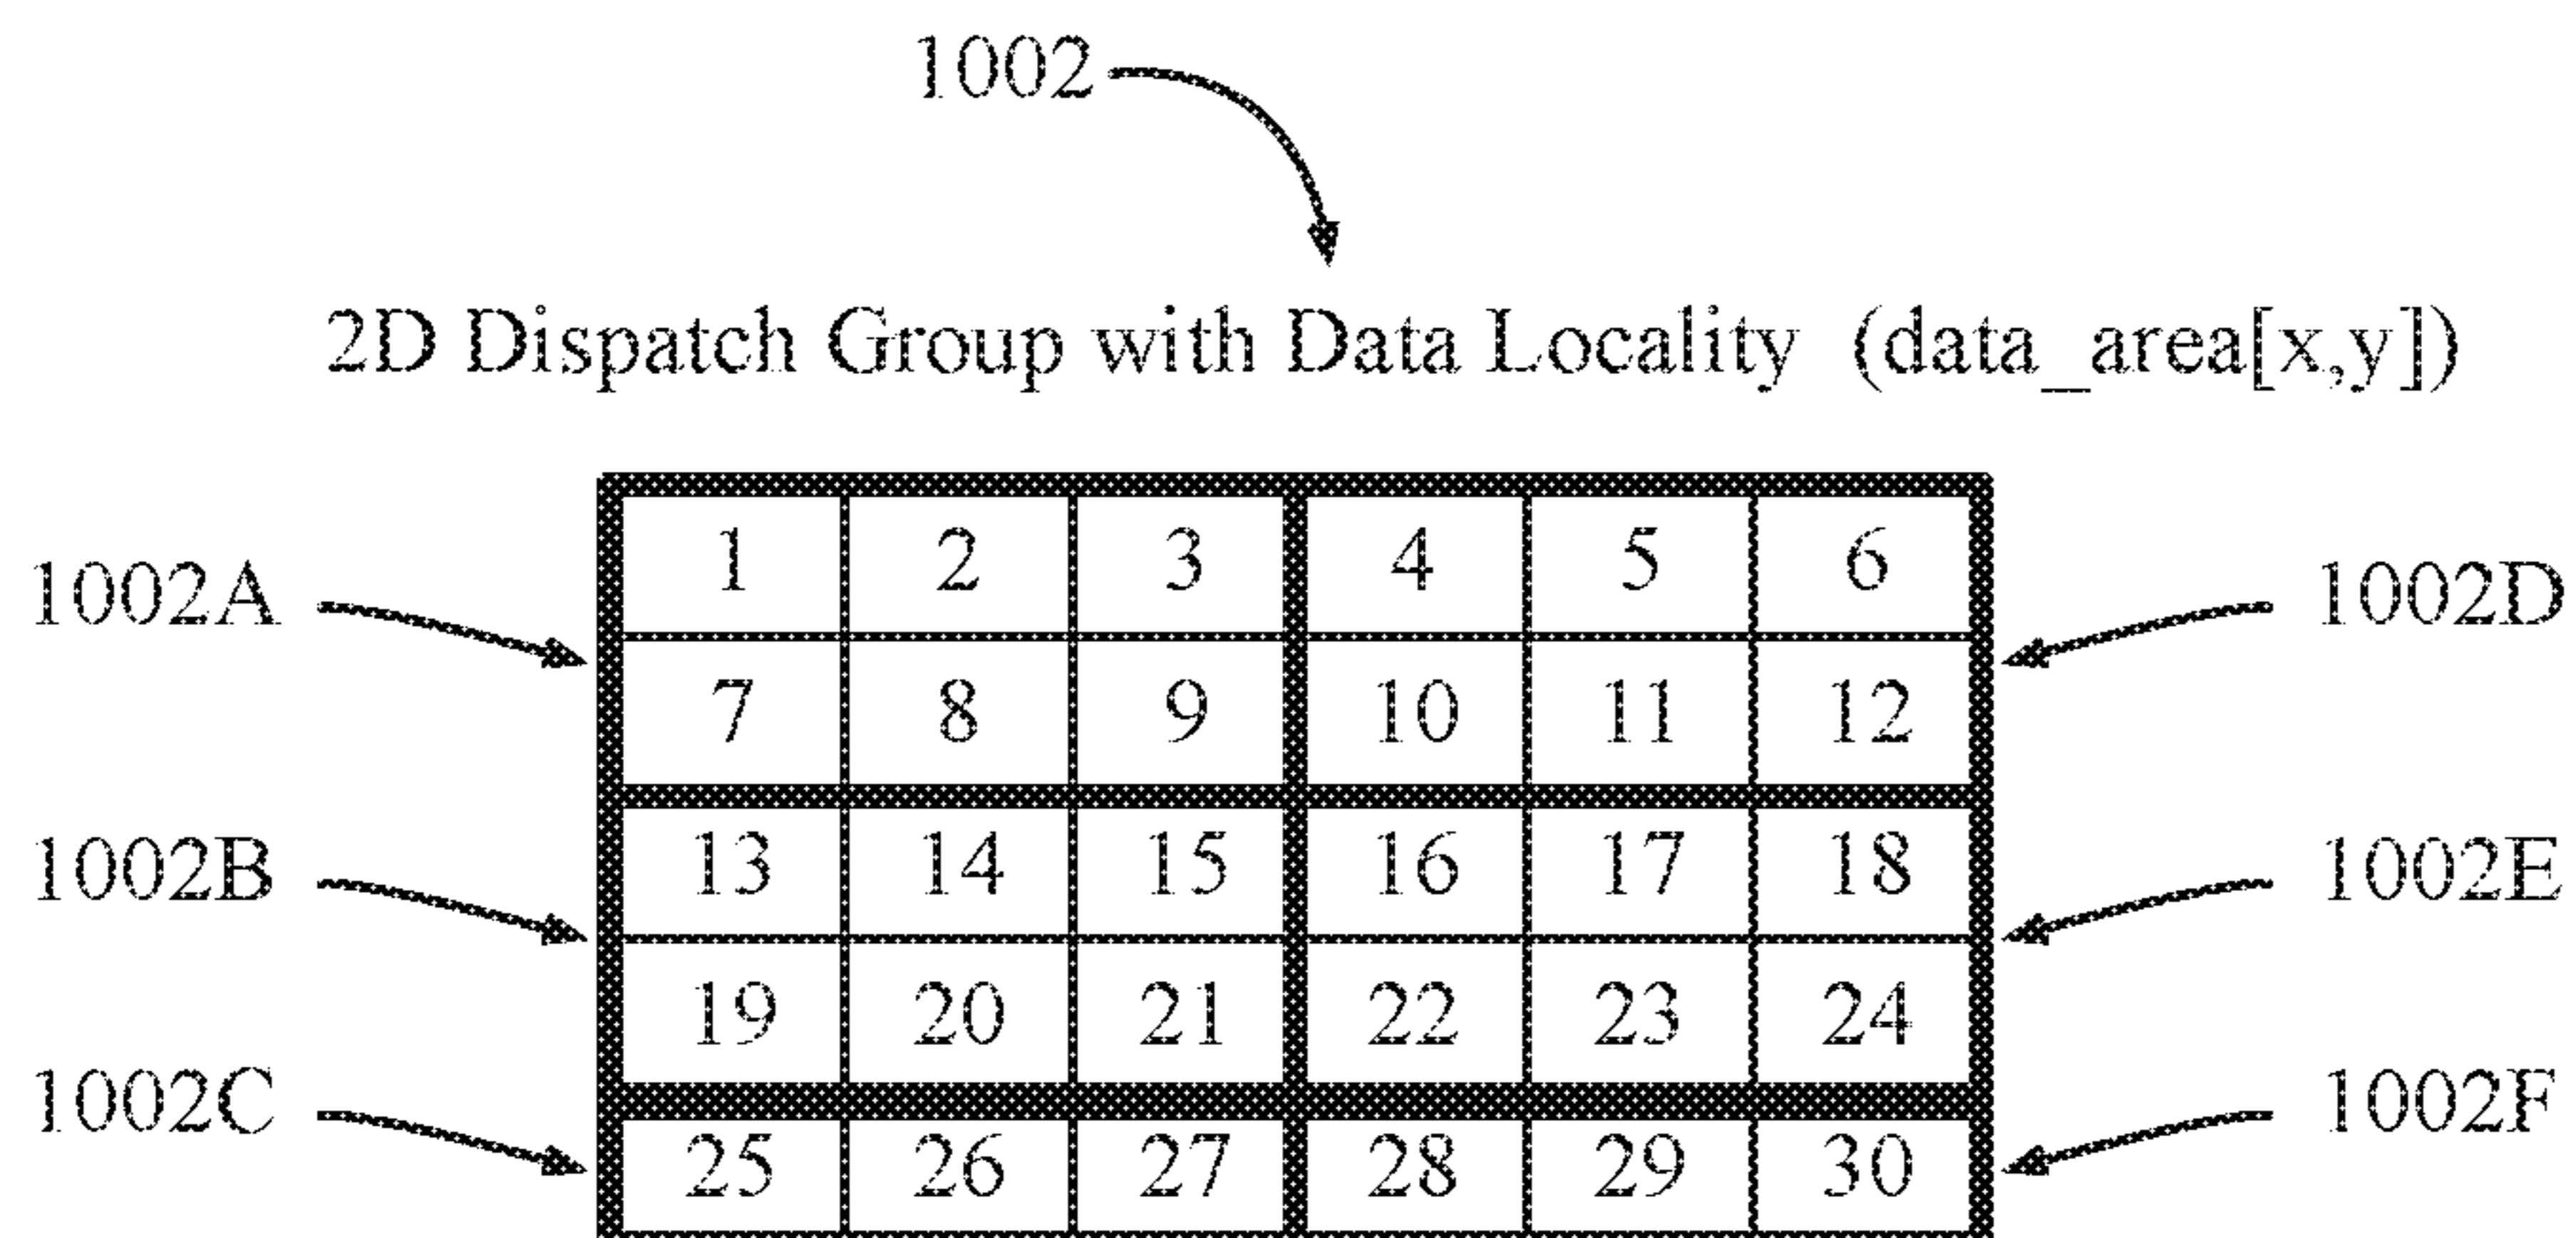 1002
2D Dispatch Group with Data Locality (data_area[x,y])
1 2 3 4 5 6
1002A 1002D
7 8 9 10 11 12
13 14 15 16 17 18
1002B 1002E
19 20 21 22 23 24
1002C 1002F
25 26 27 28 29 30